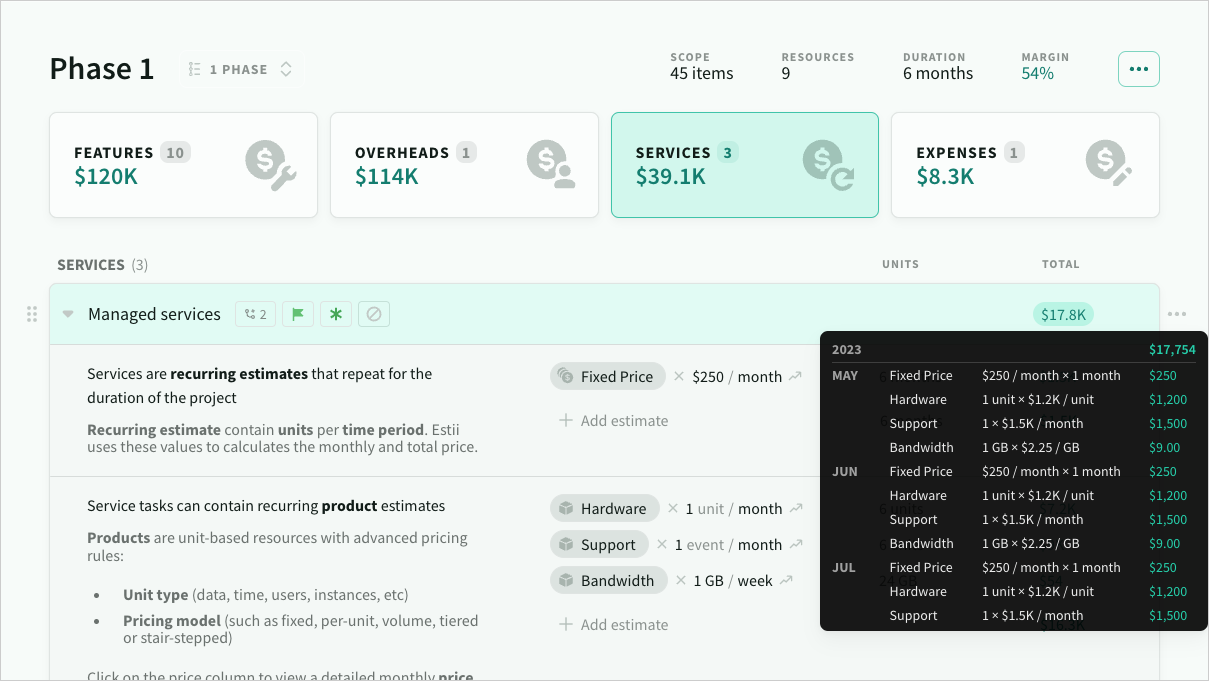 Phase 1
1 PHASE
SCOPE
45 items
RESOURCES
9
DURATION
6 months
MARGIN
54%
FEATURES 10
$120K
OVERHEADS 1
$114K
SERVICES 3
$39.1K
EXPENSES 1
$8.3K
SERVICES (3)
UNITS
TOTAL
Managed services
2
$17.8K
Services are recurring estimates that repeat for the
duration of the project
Recurring estimate contain units per time period. Estii
uses these values to calculates the monthly and total price.
Fixed Price × $250 / month
Add estimate
Service tasks can contain recurring product estimates
Products are unit-based resources with advanced pricing
rules:
• Unit type (data, time, users, instances, etc)
• Pricing model (such as fixed, per-unit, volume, tiered
or stair-stepped)
Click on the price column to view a detailed monthly price
Hardware × 1 unit / month
Support × 1 event / month
Bandwidth × 1 GB / week
Add estimate
2023 $17,754
MAY Fixed Price $250 / month × 1 month $250
Hardware 1 unit × $1.2K / unit $1,200
Support 1 × $1.5K / month $1,500
Bandwidth 1 GB × $2.25 / GB $9.00
JUN Fixed Price $250 / month × 1 month $250
Hardware 1 unit × $1.2K / unit $1,200
Support 1 × $1.5K / month $1,500
Bandwidth 1 GB × $2.25 / GB $9.00
JUL Fixed Price $250 / month × 1 month $250
Hardware 1 unit × $1.2K / unit $1,200
Support 1 × $1.5K / month $1,500